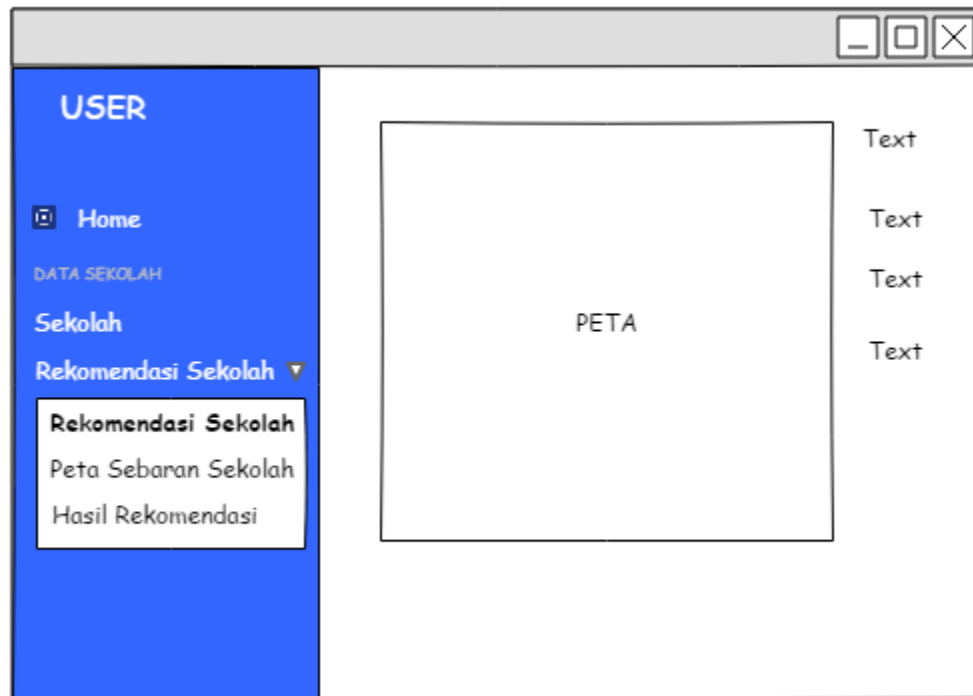 USER
Home
DATA SEKOLAH
Sekolah
Rekomendasi Sekolah
Rekomendasi Sekolah
Peta Sebaran Sekolah
Hasil Rekomendasi
PETA
Text
Text
Text
Text